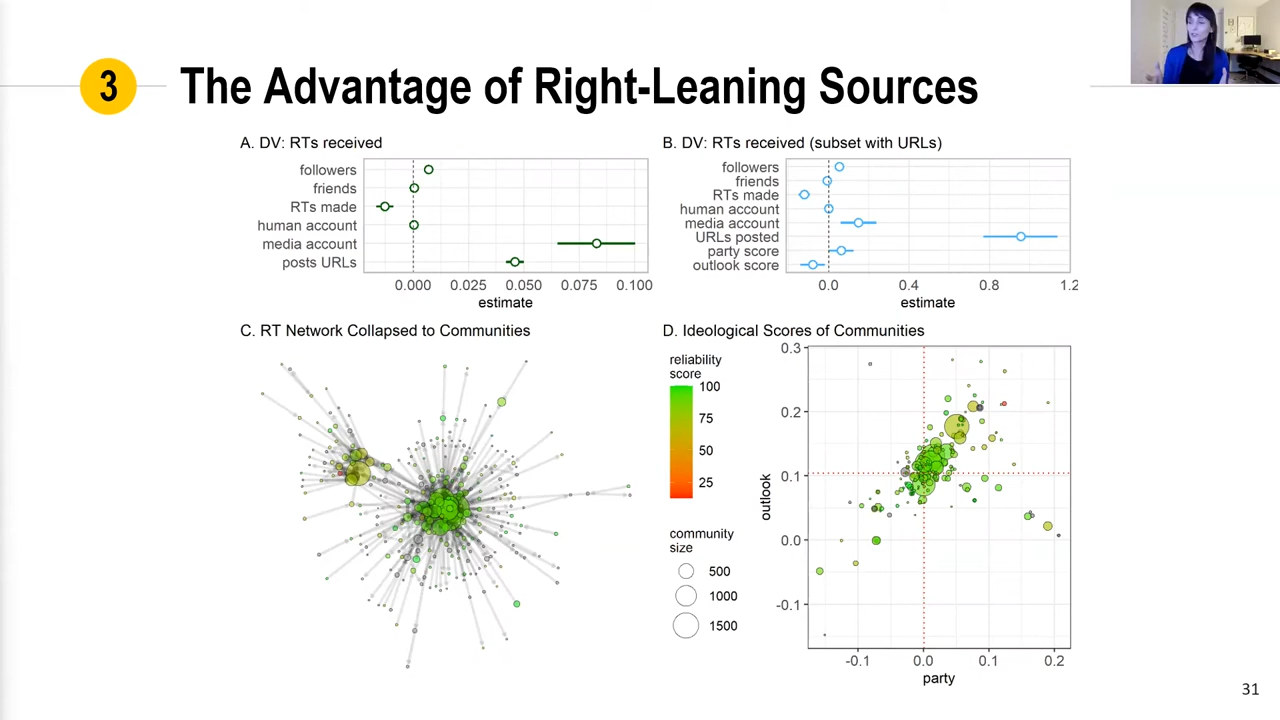 3
The Advantage of Right-Leaning Sources
A. DV: RTs received
followers
friends
RTs made
human account
media account
posts URLs
0.000 0.025 0.050 0.075 0.100
estimate
B. DV: RTs received (subset with URLs)
followers
friends
RTs made
human account
media account
URLs posted
party score
outlook score
0.0 0.4 0.8 1.2
estimate
C. RT Network Collapsed to Communities
reliability
score
100
75
50
25
community
size
500
1000
1500
D. Ideological Scores of Communities
outlook
0.3
0.2
0.1
0.0
-0.1
-0.1 0.0 0.1 0.2
party
31